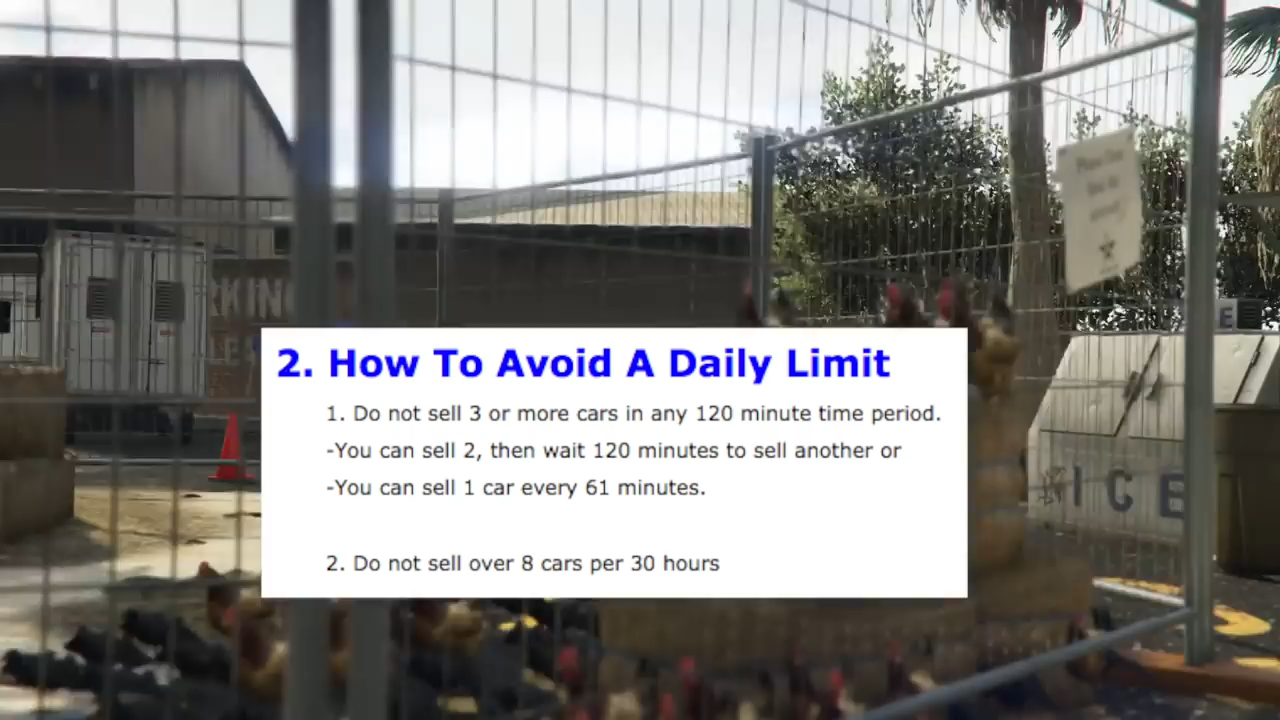 RKING
E
2. How To Avoid A Daily Limit
1. Do not sell 3 or more cars in any 120 minute time period.
-You can sell 2, then wait 120 minutes to sell another or
-You can sell 1 car every 61 minutes.
ICE
2. Do not sell over 8 cars per 30 hours